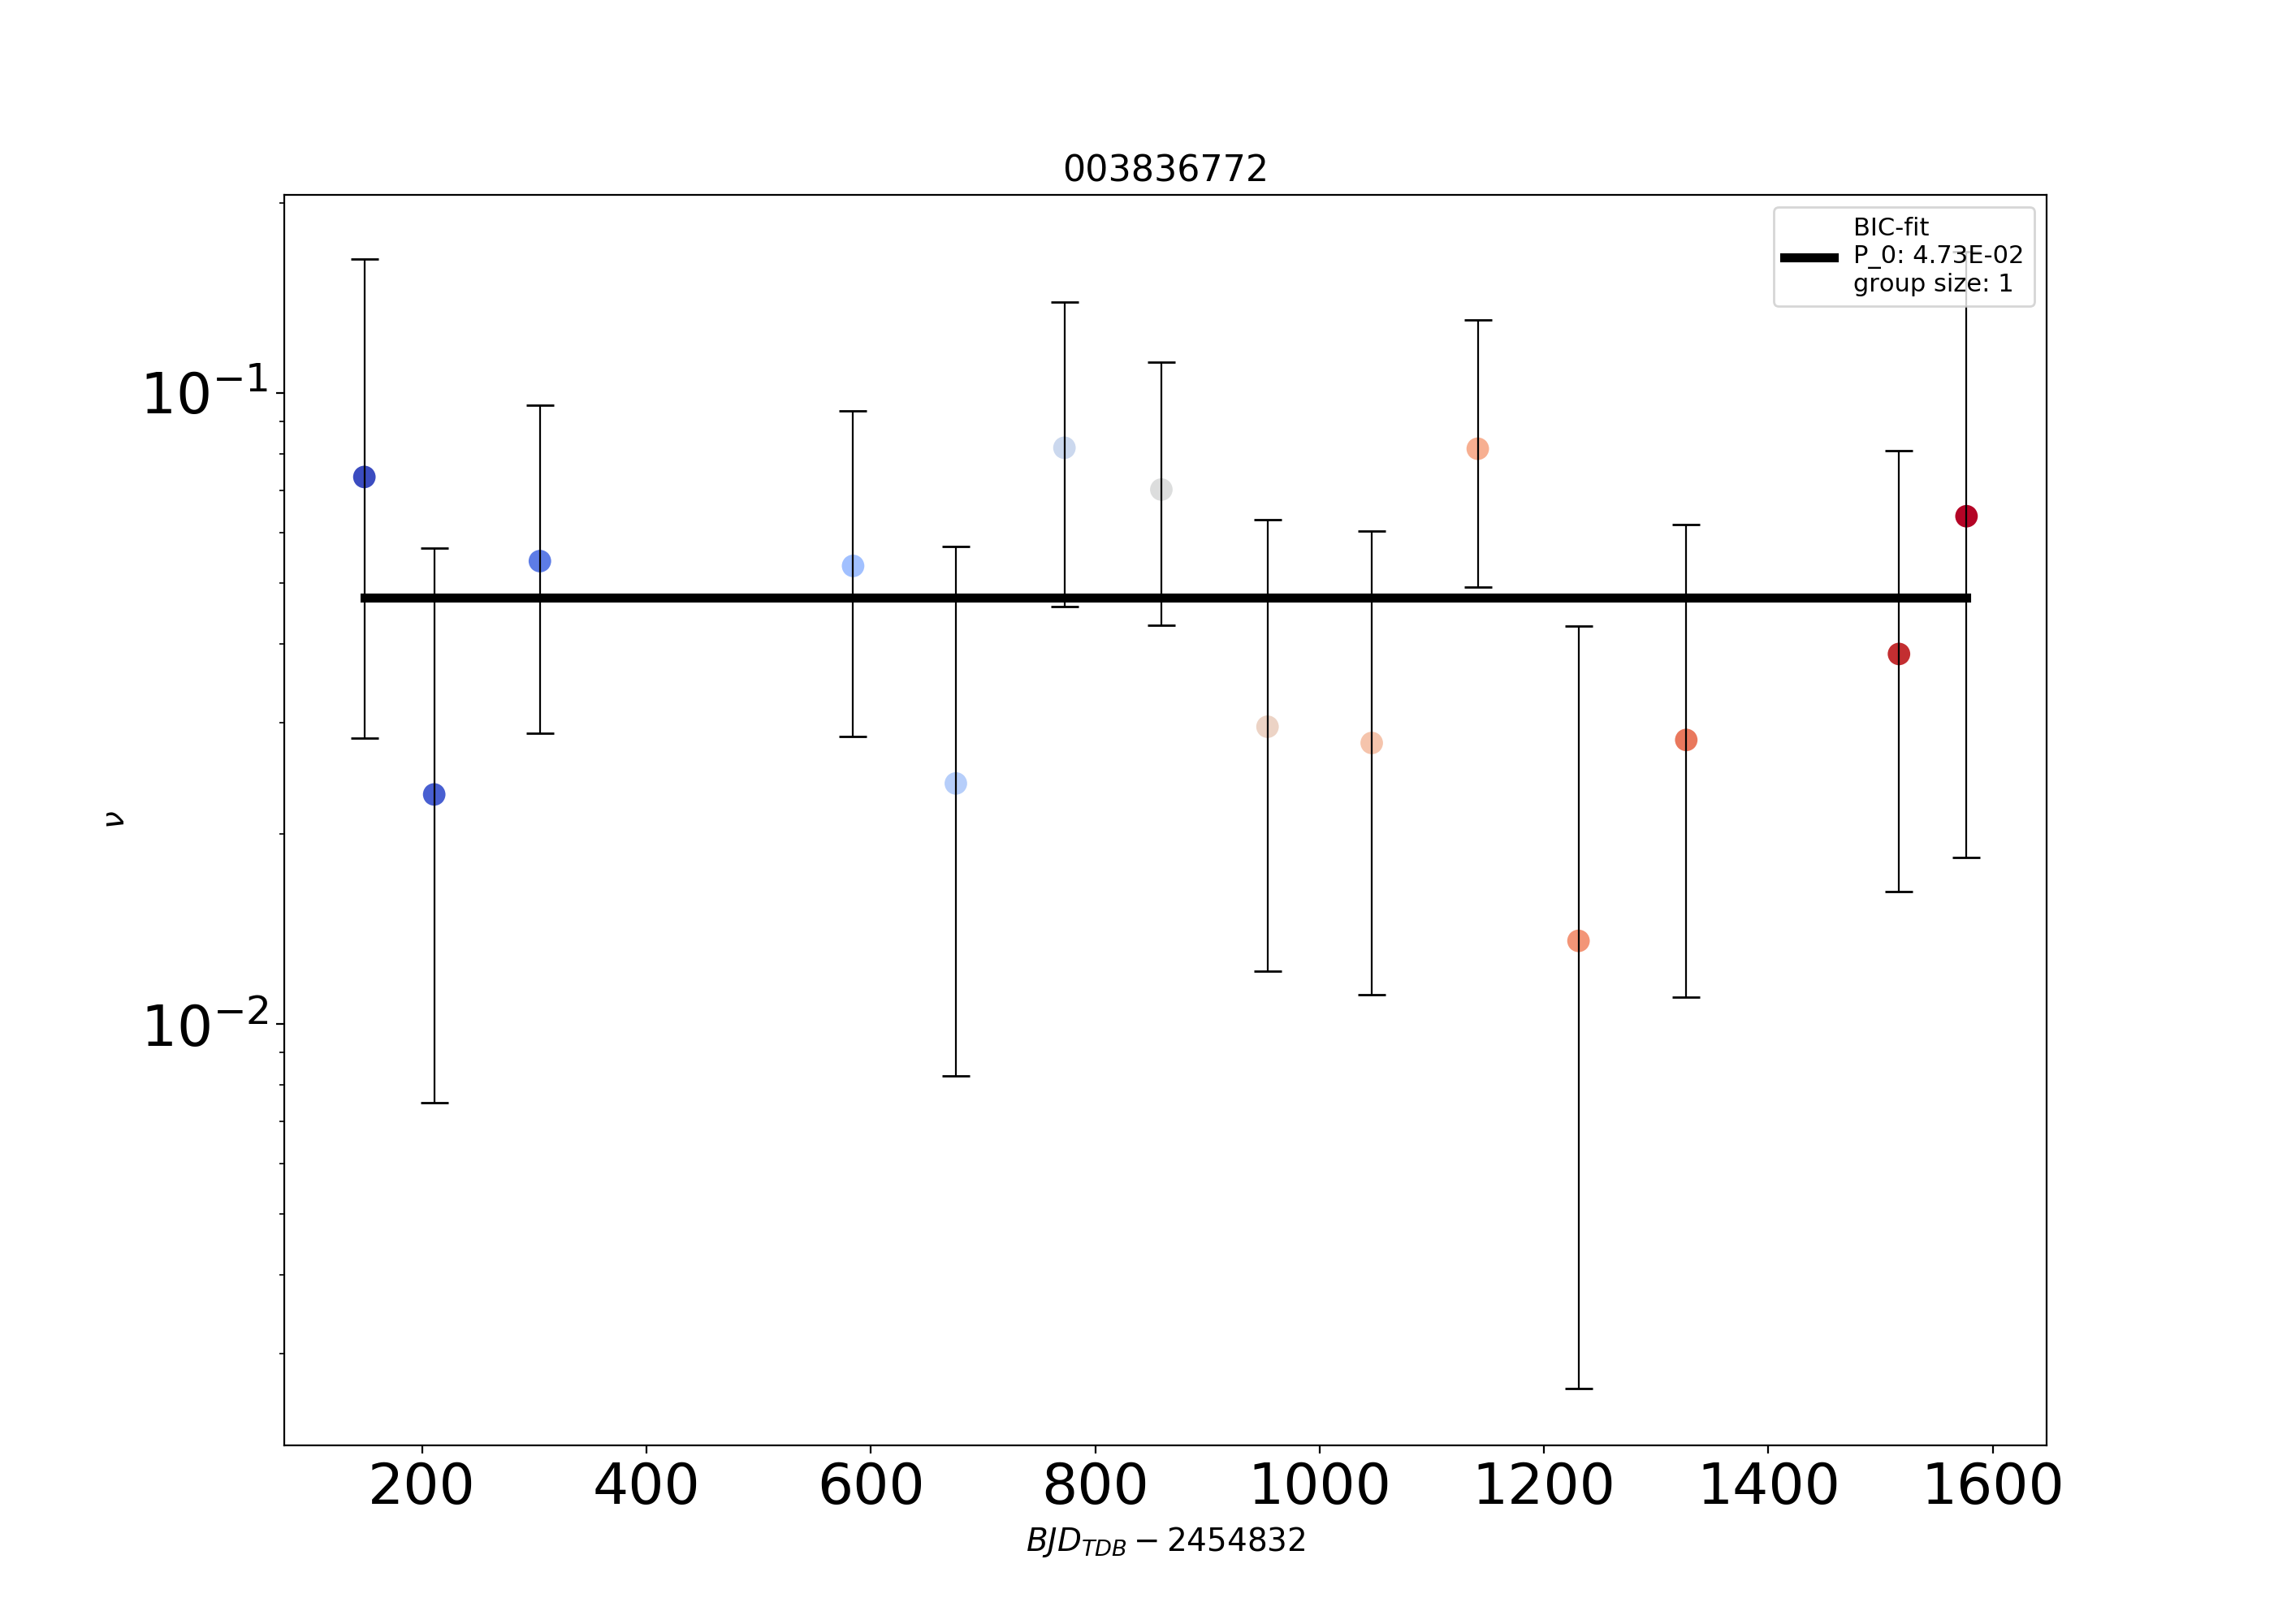 003836772
BIC-fit
P_0: 4.73E-02
group size: 1
10⁻¹
10⁻²
ν
200 400 600 800 1000 1200 1400 1600
BJD_TDB − 2454832